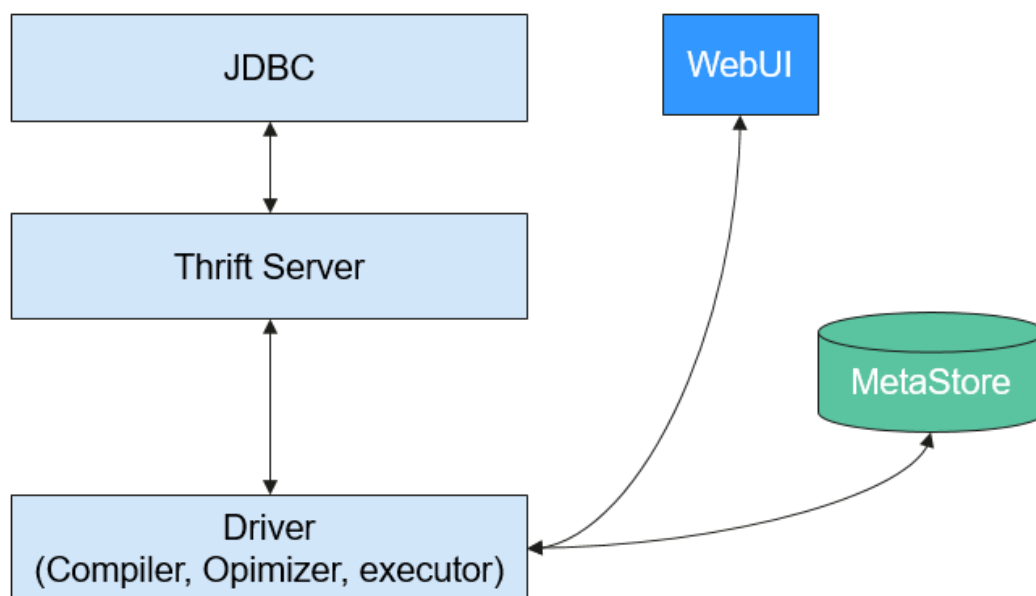 JDBC
WebUI
Thrift Server
MetaStore
Driver
(Compiler, Opimizer, executor)